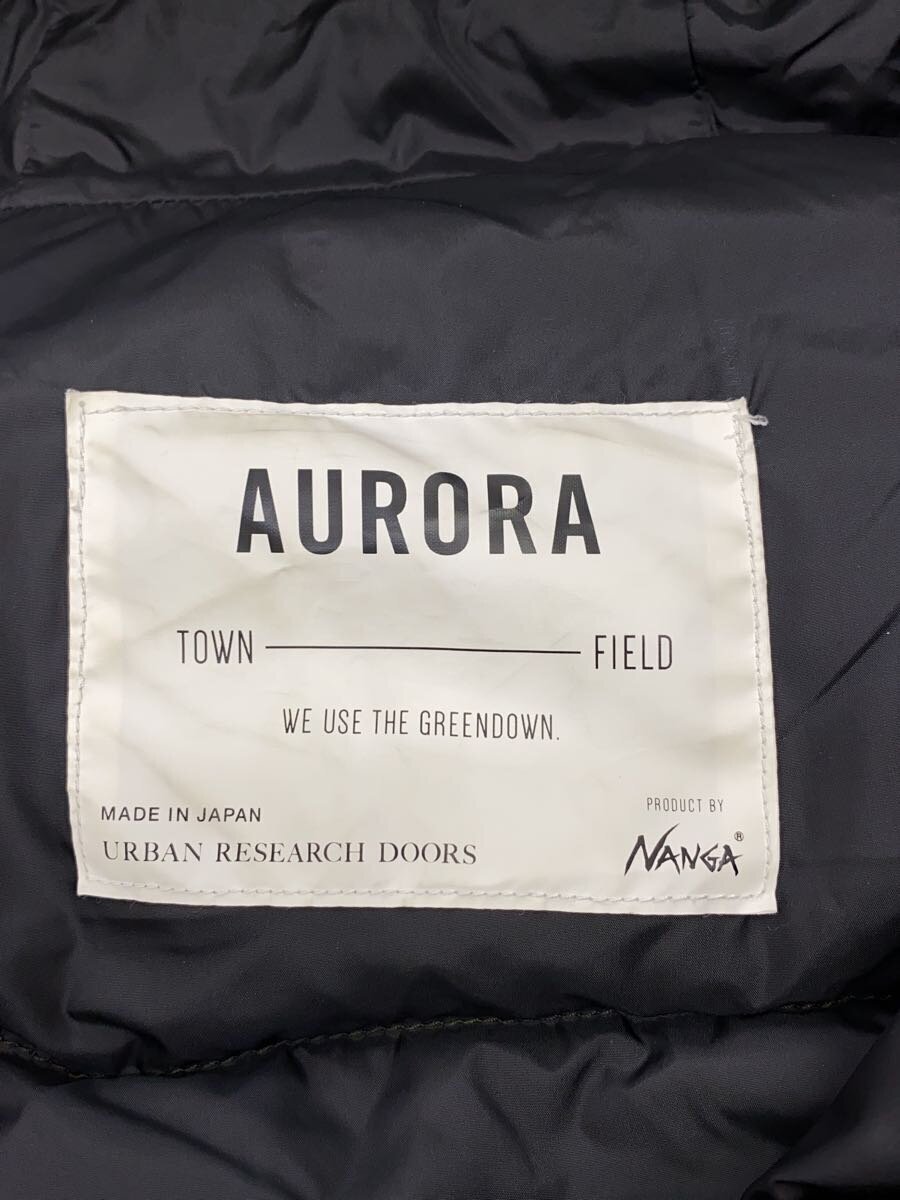 AURORA
TOWN FIELD
WE USE THE GREENDOWN.
MADE IN JAPAN
URBAN RESEARCH DOORS
PRODUCT BY
NANGA®